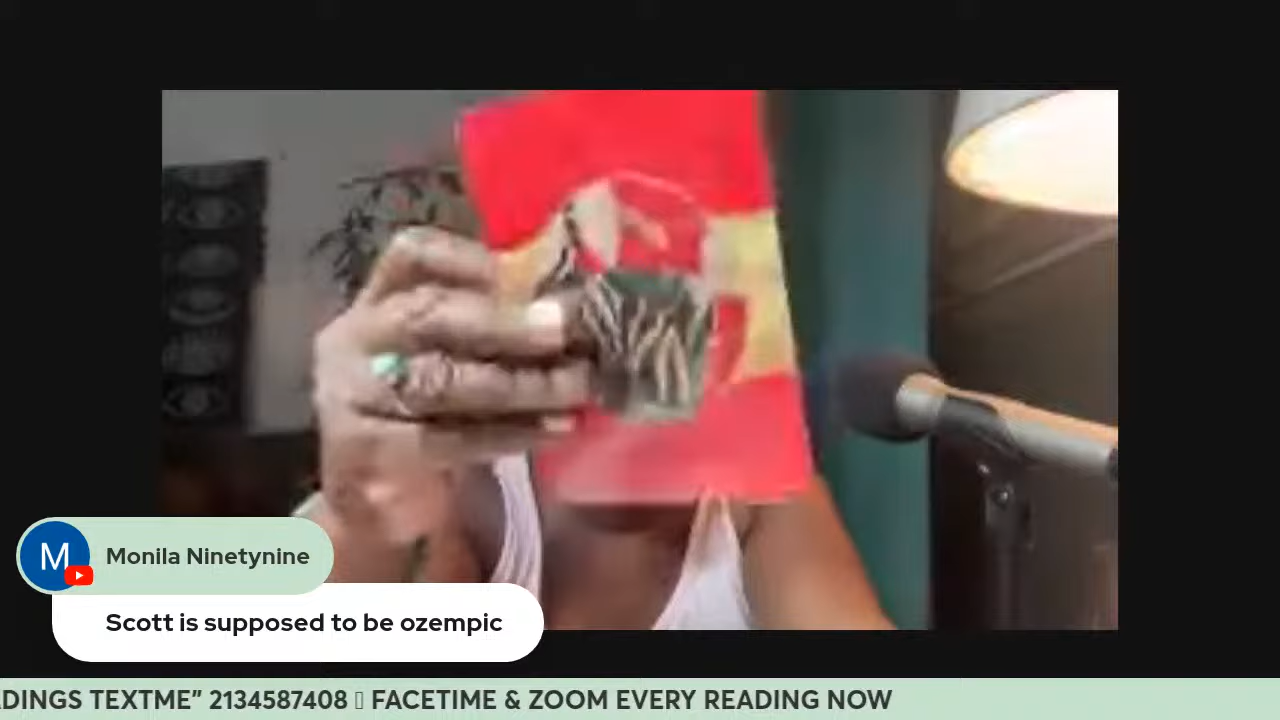 M
Monila Ninetynine
Scott is supposed to be ozempic
DINGS TEXTME” 2134587408 ▯ FACETIME & ZOOM EVERY READING NOW